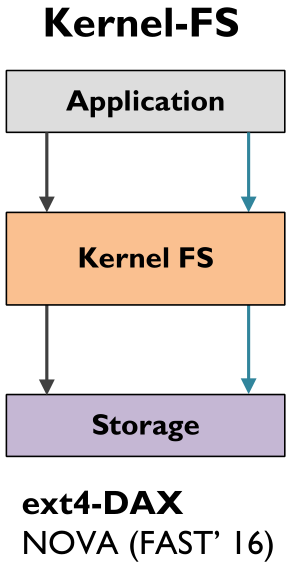 Kernel-FS
Application
Kernel FS
Storage
ext4-DAX
NOVA (FAST’ 16)